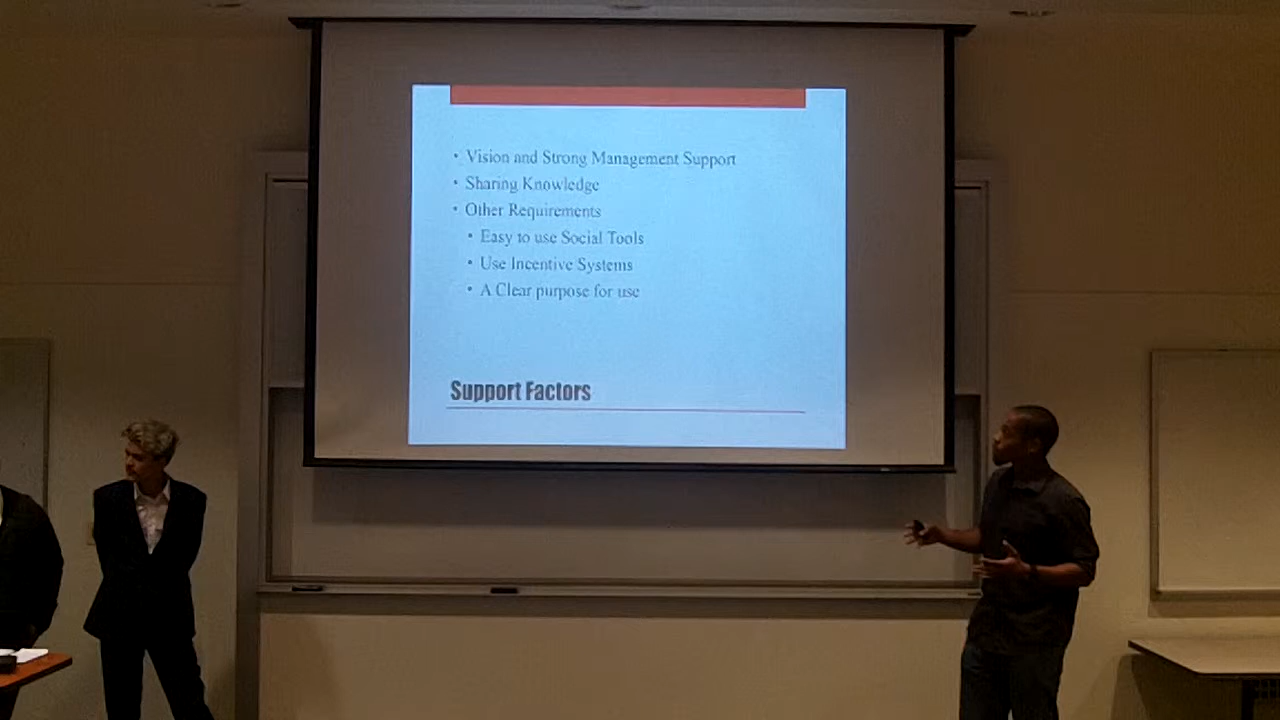 • Vision and Strong Management Support
• Sharing Knowledge
• Other Requirements
• Easy to use Social Tools
• Use Incentive Systems
• A Clear purpose for use
Support Factors